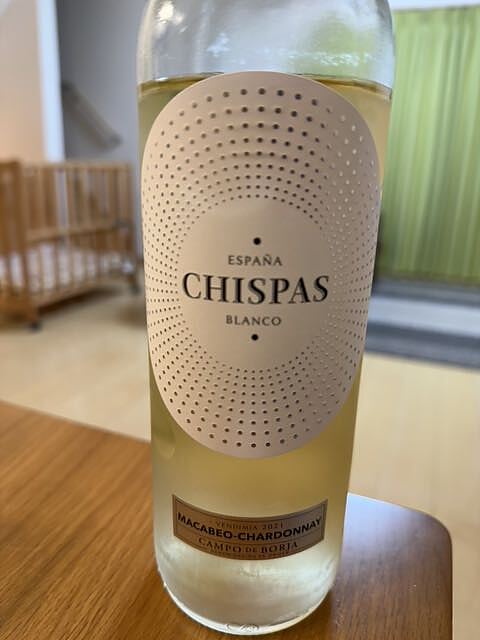 ESPAÑA
CHISPAS
BLANCO
VENDIMIA 2021
MACABEO-CHARDONNAY
CAMPO DE BORJA